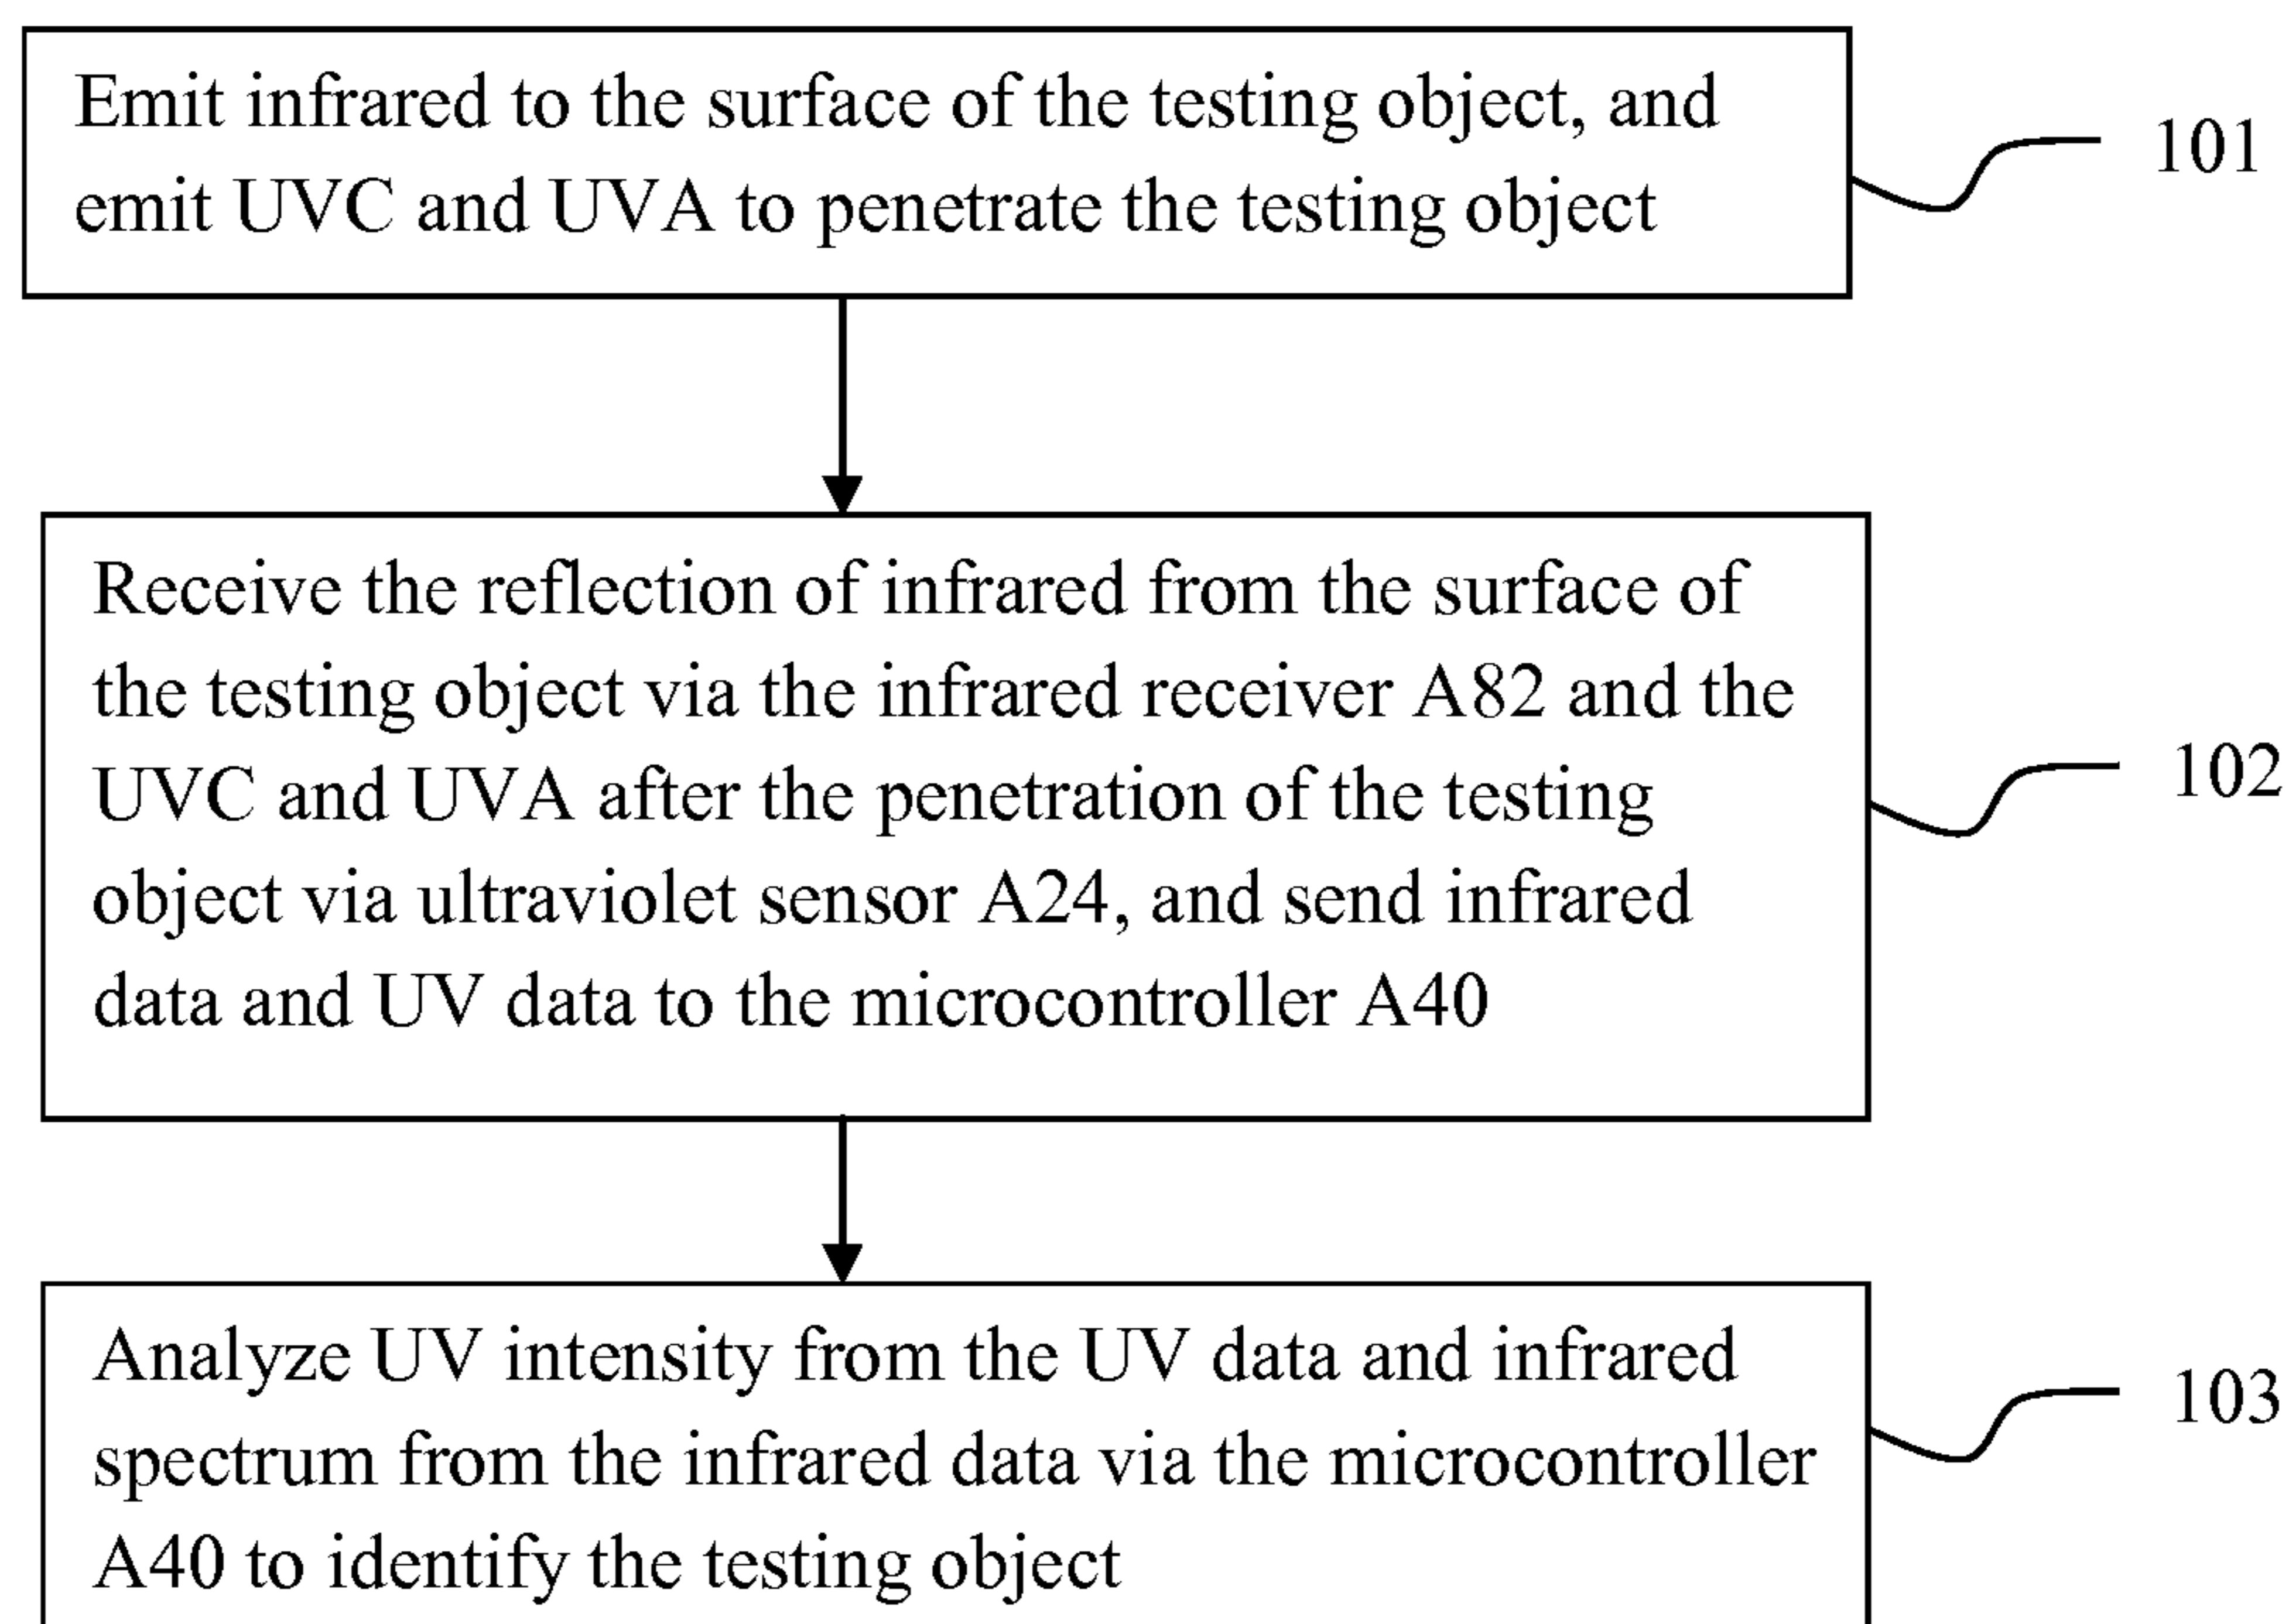 Emit infrared to the surface of the testing object, and
emit UVC and UVA to penetrate the testing object
101
Receive the reflection of infrared from the surface of
the testing object via the infrared receiver A82 and the
UVC and UVA after the penetration of the testing
object via ultraviolet sensor A24, and send infrared
data and UV data to the microcontroller A40
102
Analyze UV intensity from the UV data and infrared
spectrum from the infrared data via the microcontroller
A40 to identify the testing object
103